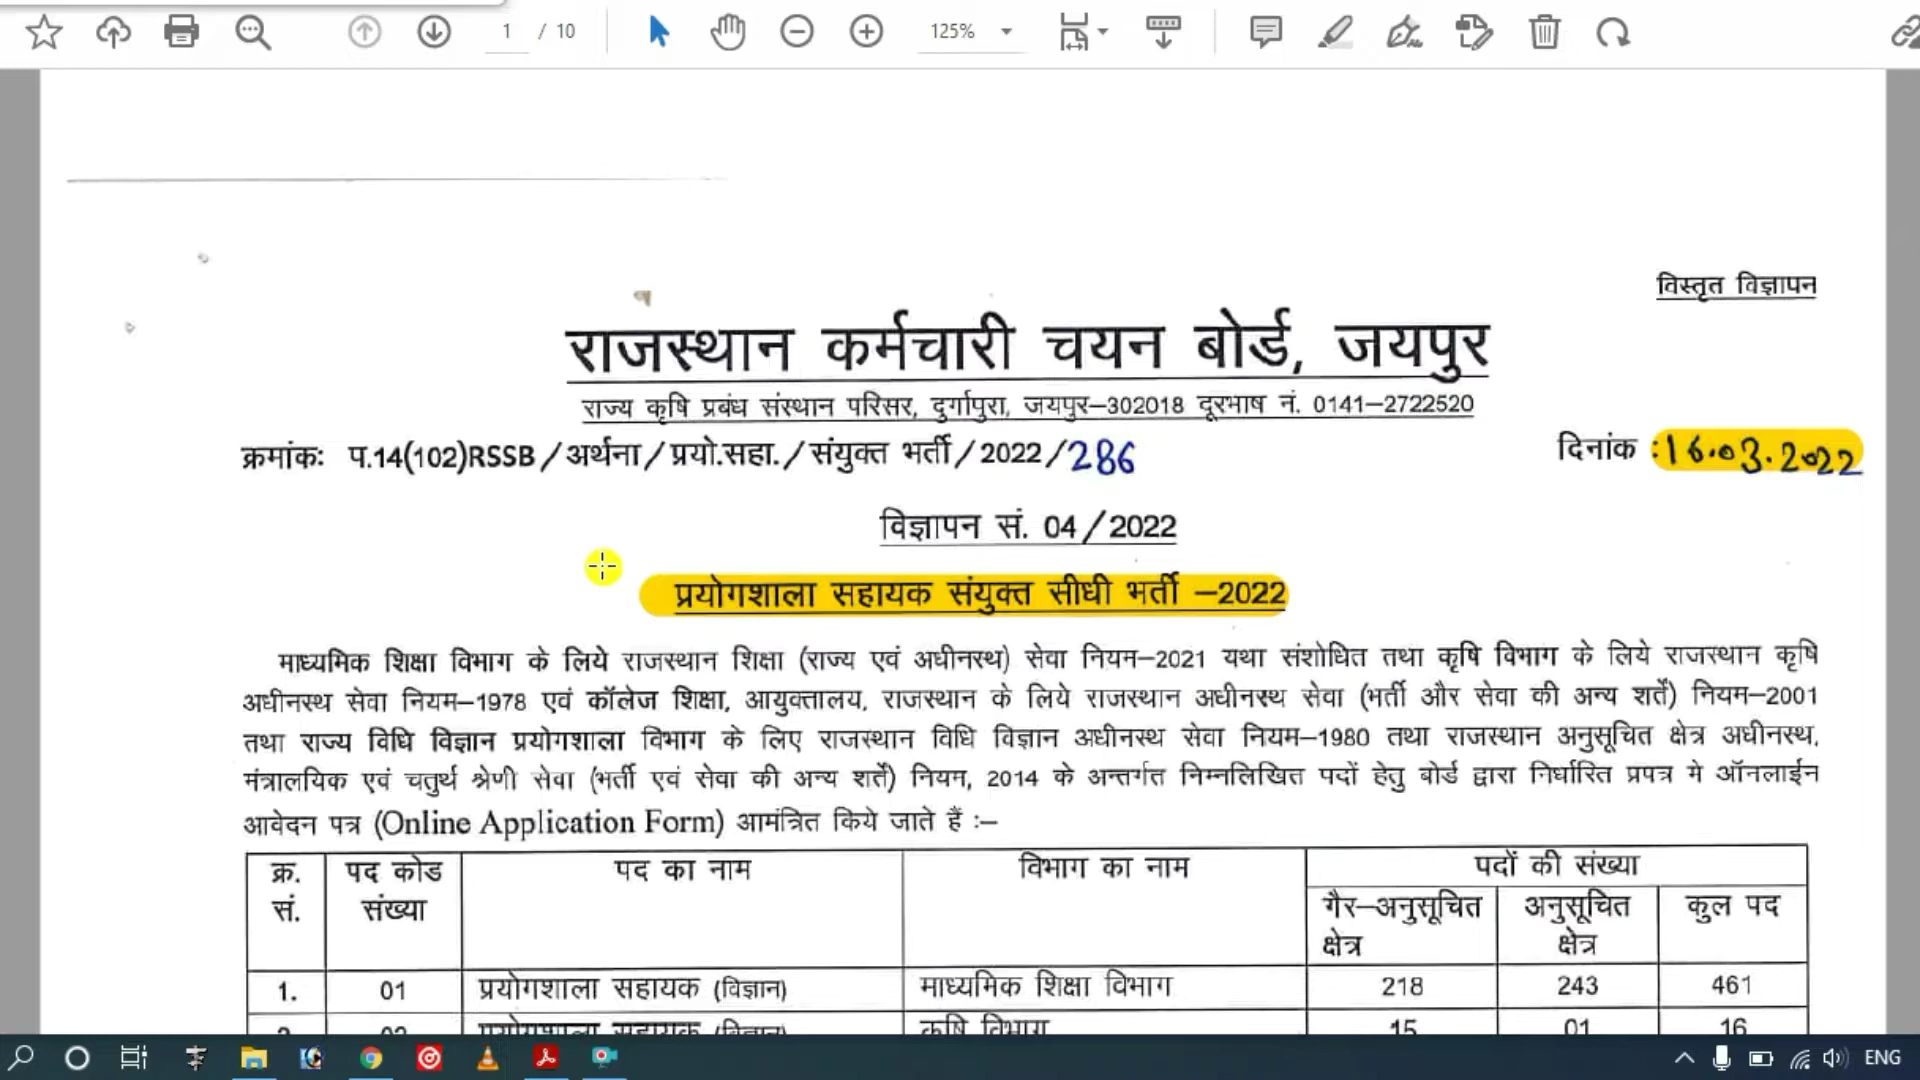 1 / 10
125%
विस्तृत विज्ञापन
राजस्थान कर्मचारी चयन बोर्ड, जयपुर
राज्य कृषि प्रबंध संस्थान परिसर, दुर्गापुरा, जयपुर–302018 दूरभाष नं. 0141–2722520
क्रमांकः प.14(102)RSSB/अर्थना/प्रयो.सहा./संयुक्त भर्ती/2022/286
दिनांक :16.03.2022
विज्ञापन सं. 04/2022
प्रयोगशाला सहायक संयुक्त सीधी भर्ती –2022
माध्यमिक शिक्षा विभाग के लिये राजस्थान शिक्षा (राज्य एवं अधीनस्थ) सेवा नियम–2021 यथा संशोधित तथा कृषि विभाग के लिये राजस्थान कृषि
अधीनस्थ सेवा नियम–1978 एवं कॉलेज शिक्षा, आयुक्तालय, राजस्थान के लिये राजस्थान अधीनस्थ सेवा (भर्ती और सेवा की अन्य शर्ते) नियम–2001
तथा राज्य विधि विज्ञान प्रयोगशाला विभाग के लिए राजस्थान विधि विज्ञान अधीनस्थ सेवा नियम–1980 तथा राजस्थान अनुसूचित क्षेत्र अधीनस्थ,
मंत्रालयिक एवं चतुर्थ श्रेणी सेवा (भर्ती एवं सेवा की अन्य शर्ते) नियम, 2014 के अन्तर्गत निम्नलिखित पदों हेतु बोर्ड द्वारा निर्धारित प्रपत्र मे ऑनलाईन
आवेदन पत्र (Online Application Form) आमंत्रित किये जाते हैं :–
क्र. सं. पद कोड संख्या पद का नाम विभाग का नाम पदों की संख्या
गैर–अनुसूचित क्षेत्र अनुसूचित क्षेत्र कुल पद
1. 01 प्रयोगशाला सहायक (विज्ञान) माध्यमिक शिक्षा विभाग 218 243 461
2. 02 प्रयोगशाला सहायक (विज्ञान) कृषि विभाग 15 01 16
ENG